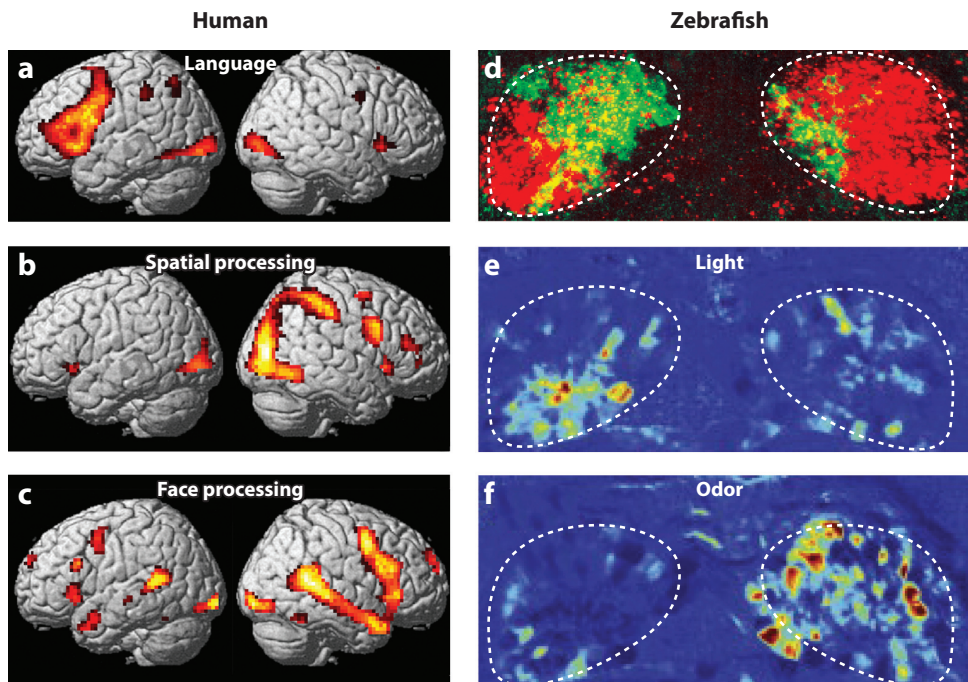 Human
Zebrafish
a
Language
b
Spatial processing
c
Face processing
d
e
Light
f
Odor